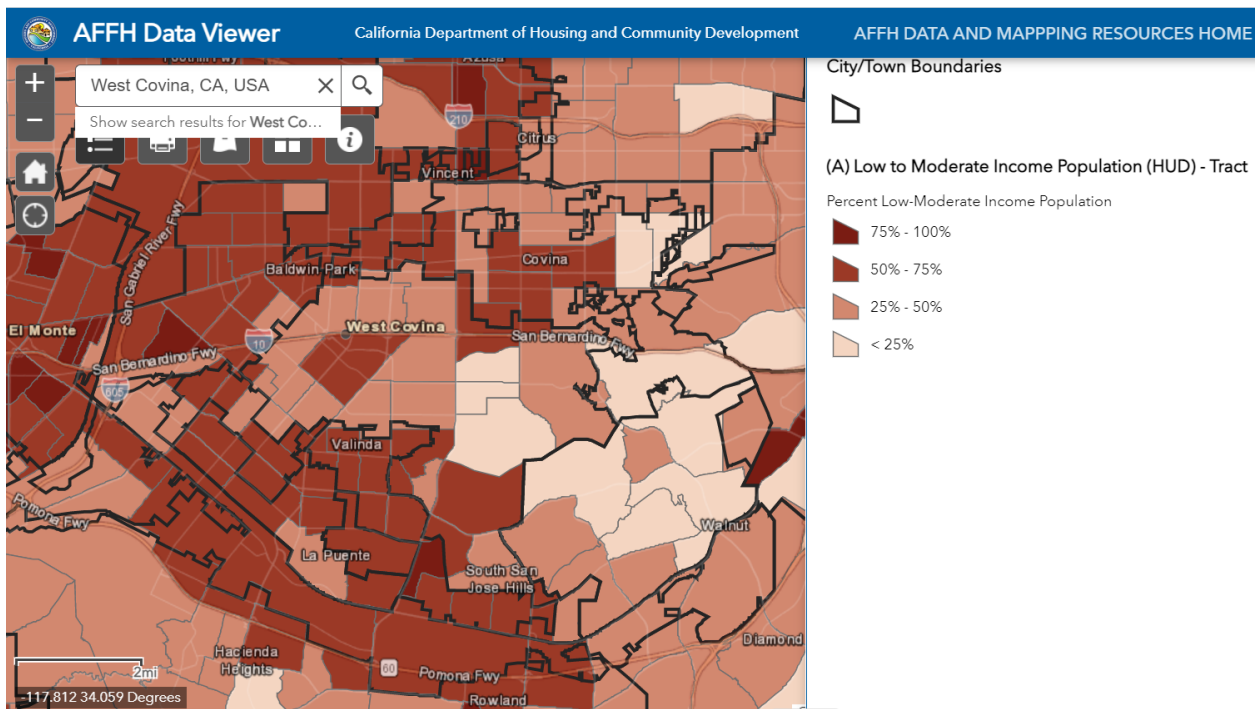 AFFH Data Viewer
California Department of Housing and Community Development
AFFH DATA AND MAPPPING RESOURCES HOME
+
−
West Covina, CA, USA
Show search results for West Co...
Foothill Fwy
Azusa
210
Citrus
Vincent
San Gabriel River Fwy
Baldwin Park
Covina
El Monte
West Covina
10
San Bernardino Fwy
San Bernardino Fwy
605
Valinda
Pomona Fwy
Walnut
La Puente
South San
Jose Hills
Diamond
Hacienda
Heights
60
Pomona Fwy
Rowland
2mi
-117.812 34.059 Degrees
City/Town Boundaries
(A) Low to Moderate Income Population (HUD) - Tract
Percent Low-Moderate Income Population
75% - 100%
50% - 75%
25% - 50%
< 25%